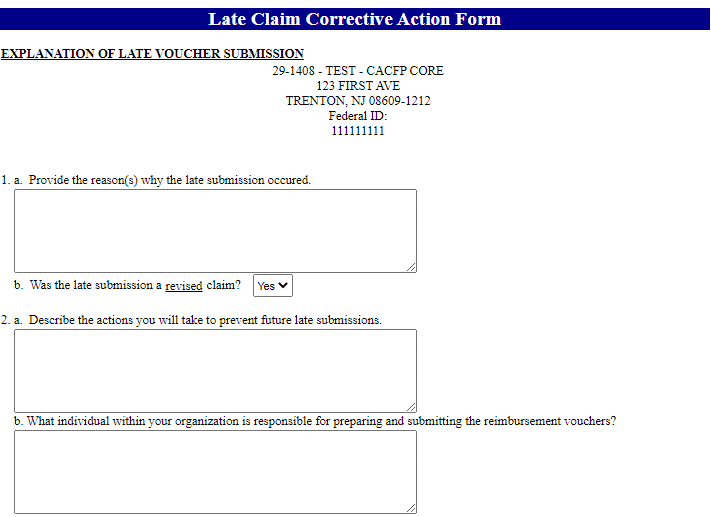 Late Claim Corrective Action Form
EXPLANATION OF LATE VOUCHER SUBMISSION
29-1408 - TEST - CACFP CORE
123 FIRST AVE
TRENTON, NJ 08609-1212
Federal ID:
111111111
1. a. Provide the reason(s) why the late submission occured.
b. Was the late submission a revised claim? Yes
2. a. Describe the actions you will take to prevent future late submissions.
b. What individual within your organization is responsible for preparing and submitting the reimbursement vouchers?